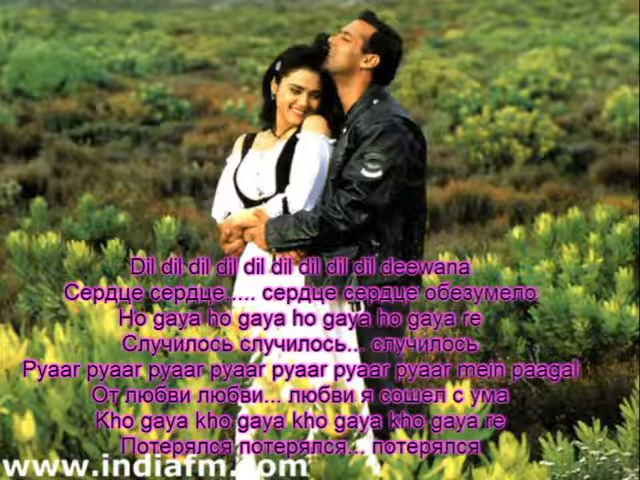 Dil dil dil dil dil dil dil dil dil deewana
Сердце сердце..... сердце сердце обезумело
Ho gaya ho gaya ho gaya ho gaya re
Случилось случилось... случилось
Pyaar pyaar pyaar pyaar pyaar pyaar pyaar mein paagal
От любви любви... любви я сошел с ума
Kho gaya kho gaya kho gaya kho gaya re
Потерялся потерялся... потерялся
www.indiafm.com